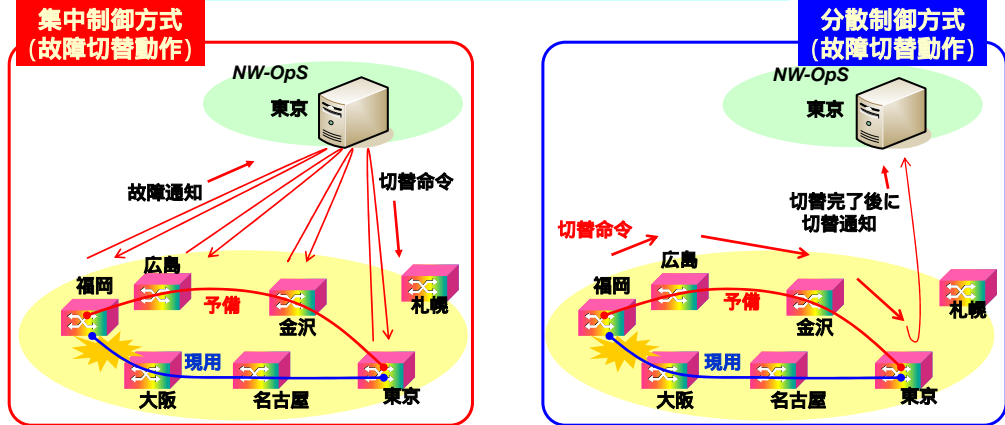 集中制御方式
(故障切替動作)
NW-OpS
東京
故障通知
切替命令
広島
福岡
予備
金沢
札幌
現用
大阪
名古屋
東京
分散制御方式
(故障切替動作)
NW-OpS
東京
切替完了後に
切替通知
切替命令
広島
福岡
予備
金沢
札幌
現用
大阪
名古屋
東京